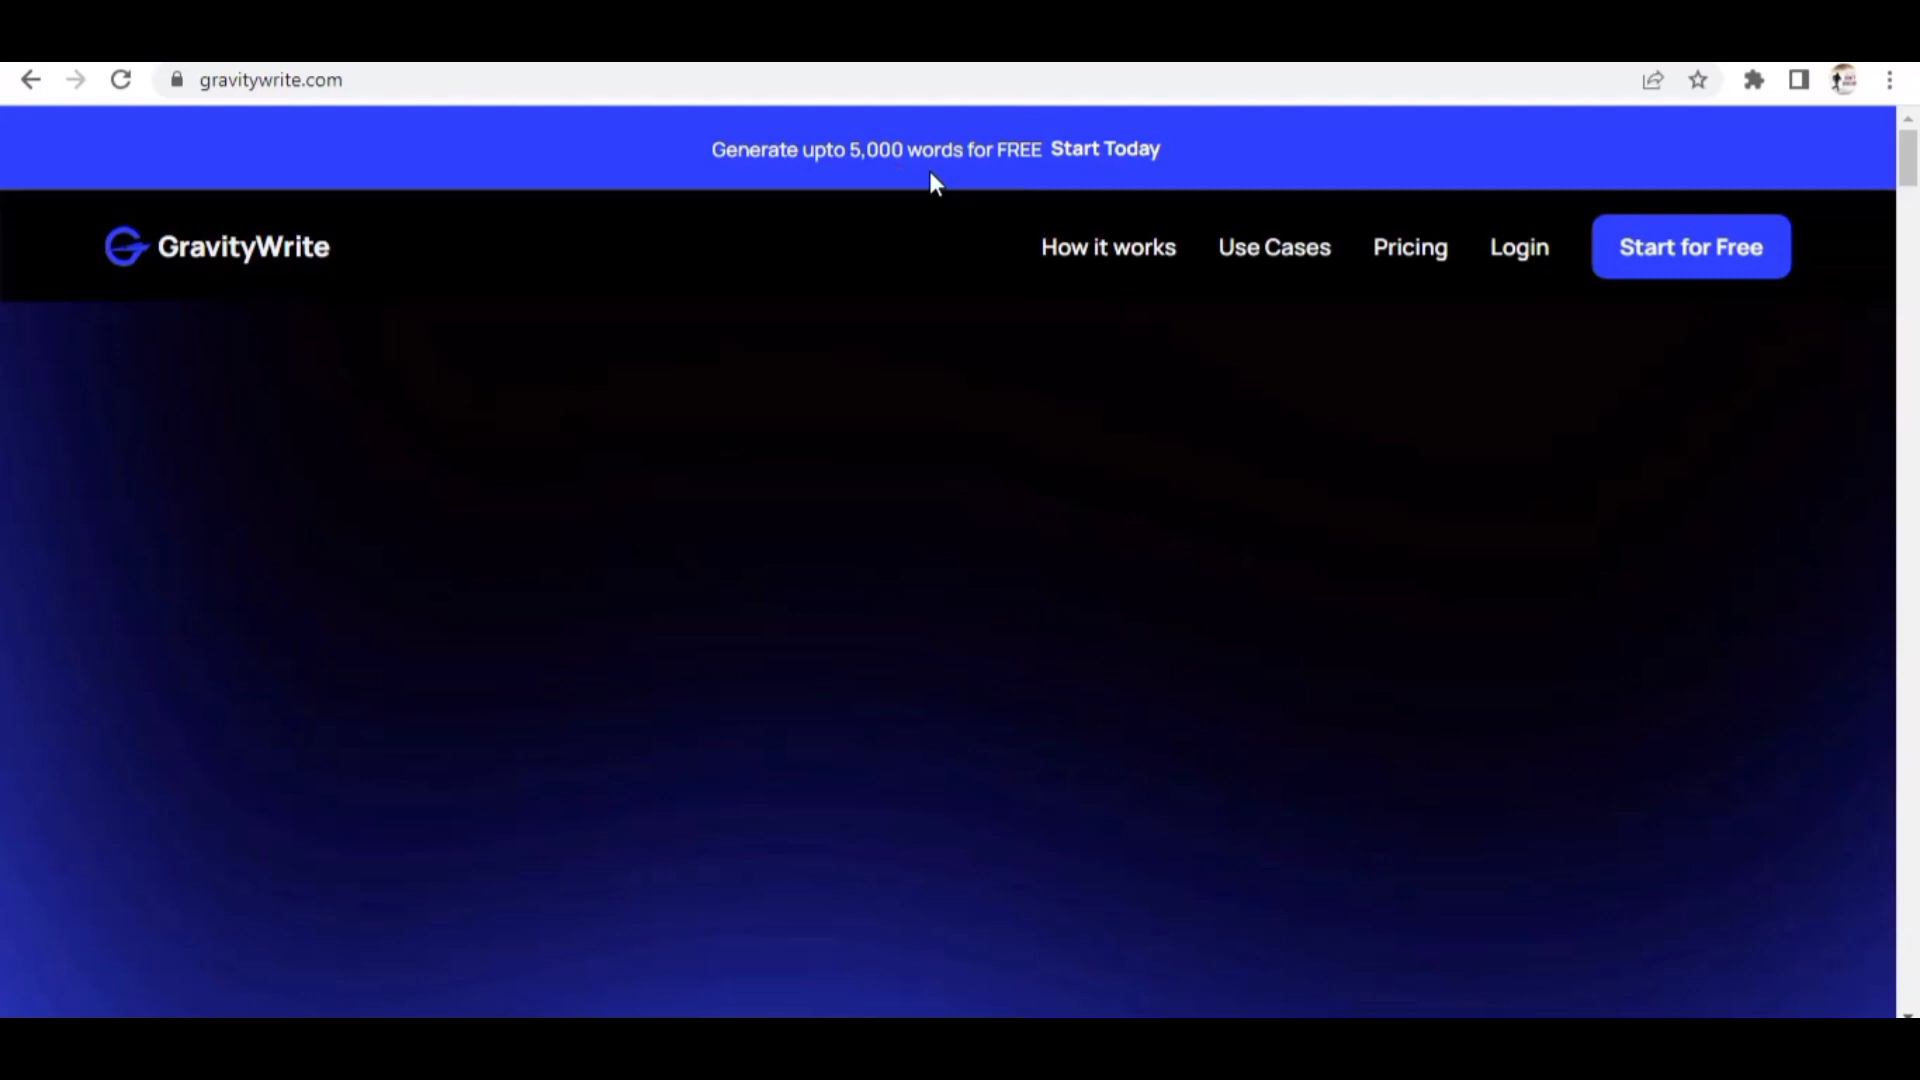 gravitywrite.com
Generate upto 5,000 words for FREE Start Today
GravityWrite How it works Use Cases Pricing Login Start for Free